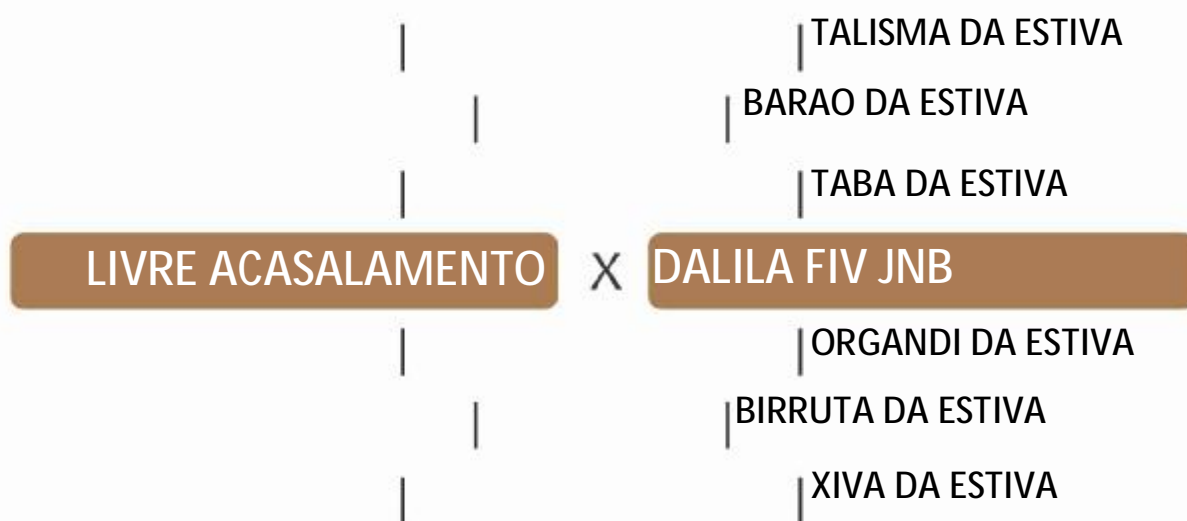 TALISMA DA ESTIVA
BARAO DA ESTIVA
TABA DA ESTIVA
LIVRE ACASALAMENTO X DALILA FIV JNB
ORGANDI DA ESTIVA
BIRRUTA DA ESTIVA
XIVA DA ESTIVA